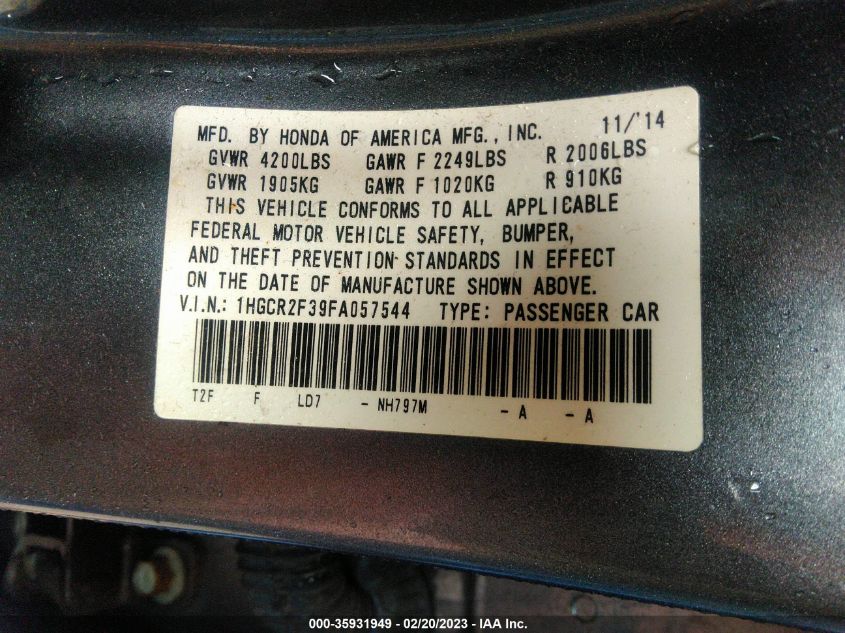 MFD. BY HONDA OF AMERICA MFG., INC. 11/'14
GVWR 4200LBS GAWR F 2249LBS R 2006LBS
GVWR 1905KG GAWR F 1020KG R 910KG
THIS VEHICLE CONFORMS TO ALL APPLICABLE
FEDERAL MOTOR VEHICLE SAFETY, BUMPER,
AND THEFT PREVENTION STANDARDS IN EFFECT
ON THE DATE OF MANUFACTURE SHOWN ABOVE.
V.I.N.: 1HGCR2F39FA057544 TYPE: PASSENGER CAR
T2F F LD7 - NH797M - A - A
000-35931949 - 02/20/2023 - IAA Inc.